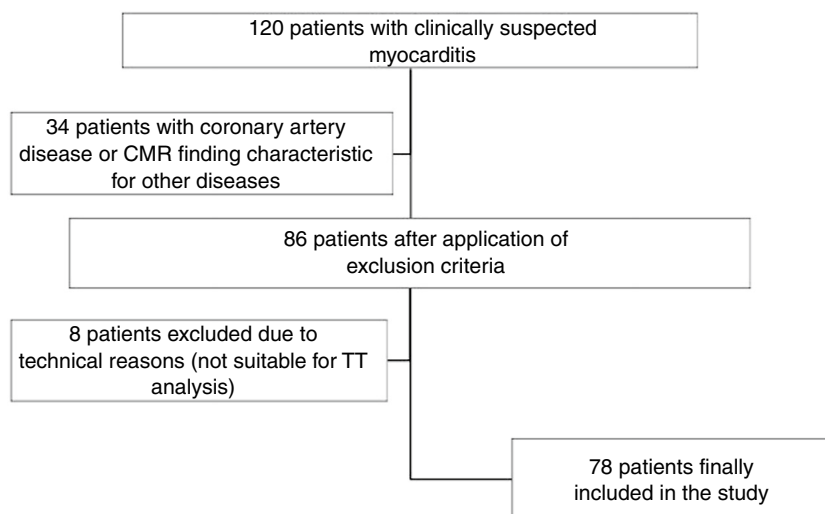 120 patients with clinically suspected
myocarditis
34 patients with coronary artery
disease or CMR finding characteristic
for other diseases
86 patients after application of
exclusion criteria
8 patients excluded due to
technical reasons (not suitable for TT
analysis)
78 patients finally
included in the study